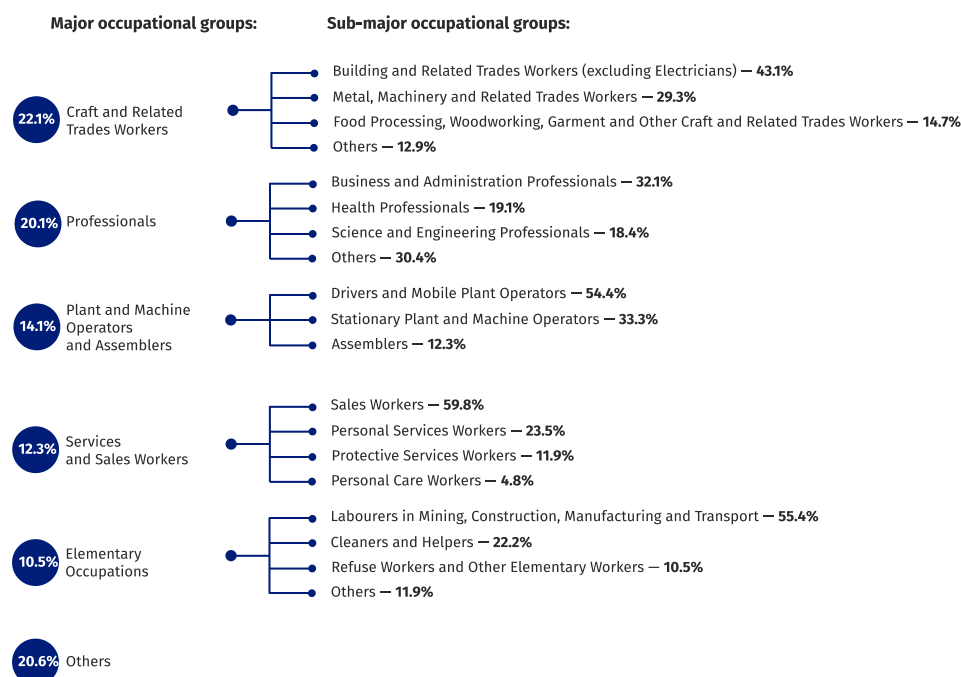 Major occupational groups:
Sub-major occupational groups:
22.1%
Craft and Related
Trades Workers
Building and Related Trades Workers (excluding Electricians) — 43.1%
Metal, Machinery and Related Trades Workers — 29.3%
Food Processing, Woodworking, Garment and Other Craft and Related Trades Workers — 14.7%
Others — 12.9%
20.1%
Professionals
Business and Administration Professionals — 32.1%
Health Professionals — 19.1%
Science and Engineering Professionals — 18.4%
Others — 30.4%
14.1%
Plant and Machine
Operators
and Assemblers
Drivers and Mobile Plant Operators — 54.4%
Stationary Plant and Machine Operators — 33.3%
Assemblers — 12.3%
12.3%
Services
and Sales Workers
Sales Workers — 59.8%
Personal Services Workers — 23.5%
Protective Services Workers — 11.9%
Personal Care Workers — 4.8%
10.5%
Elementary
Occupations
Labourers in Mining, Construction, Manufacturing and Transport — 55.4%
Cleaners and Helpers — 22.2%
Refuse Workers and Other Elementary Workers — 10.5%
Others — 11.9%
20.6%
Others